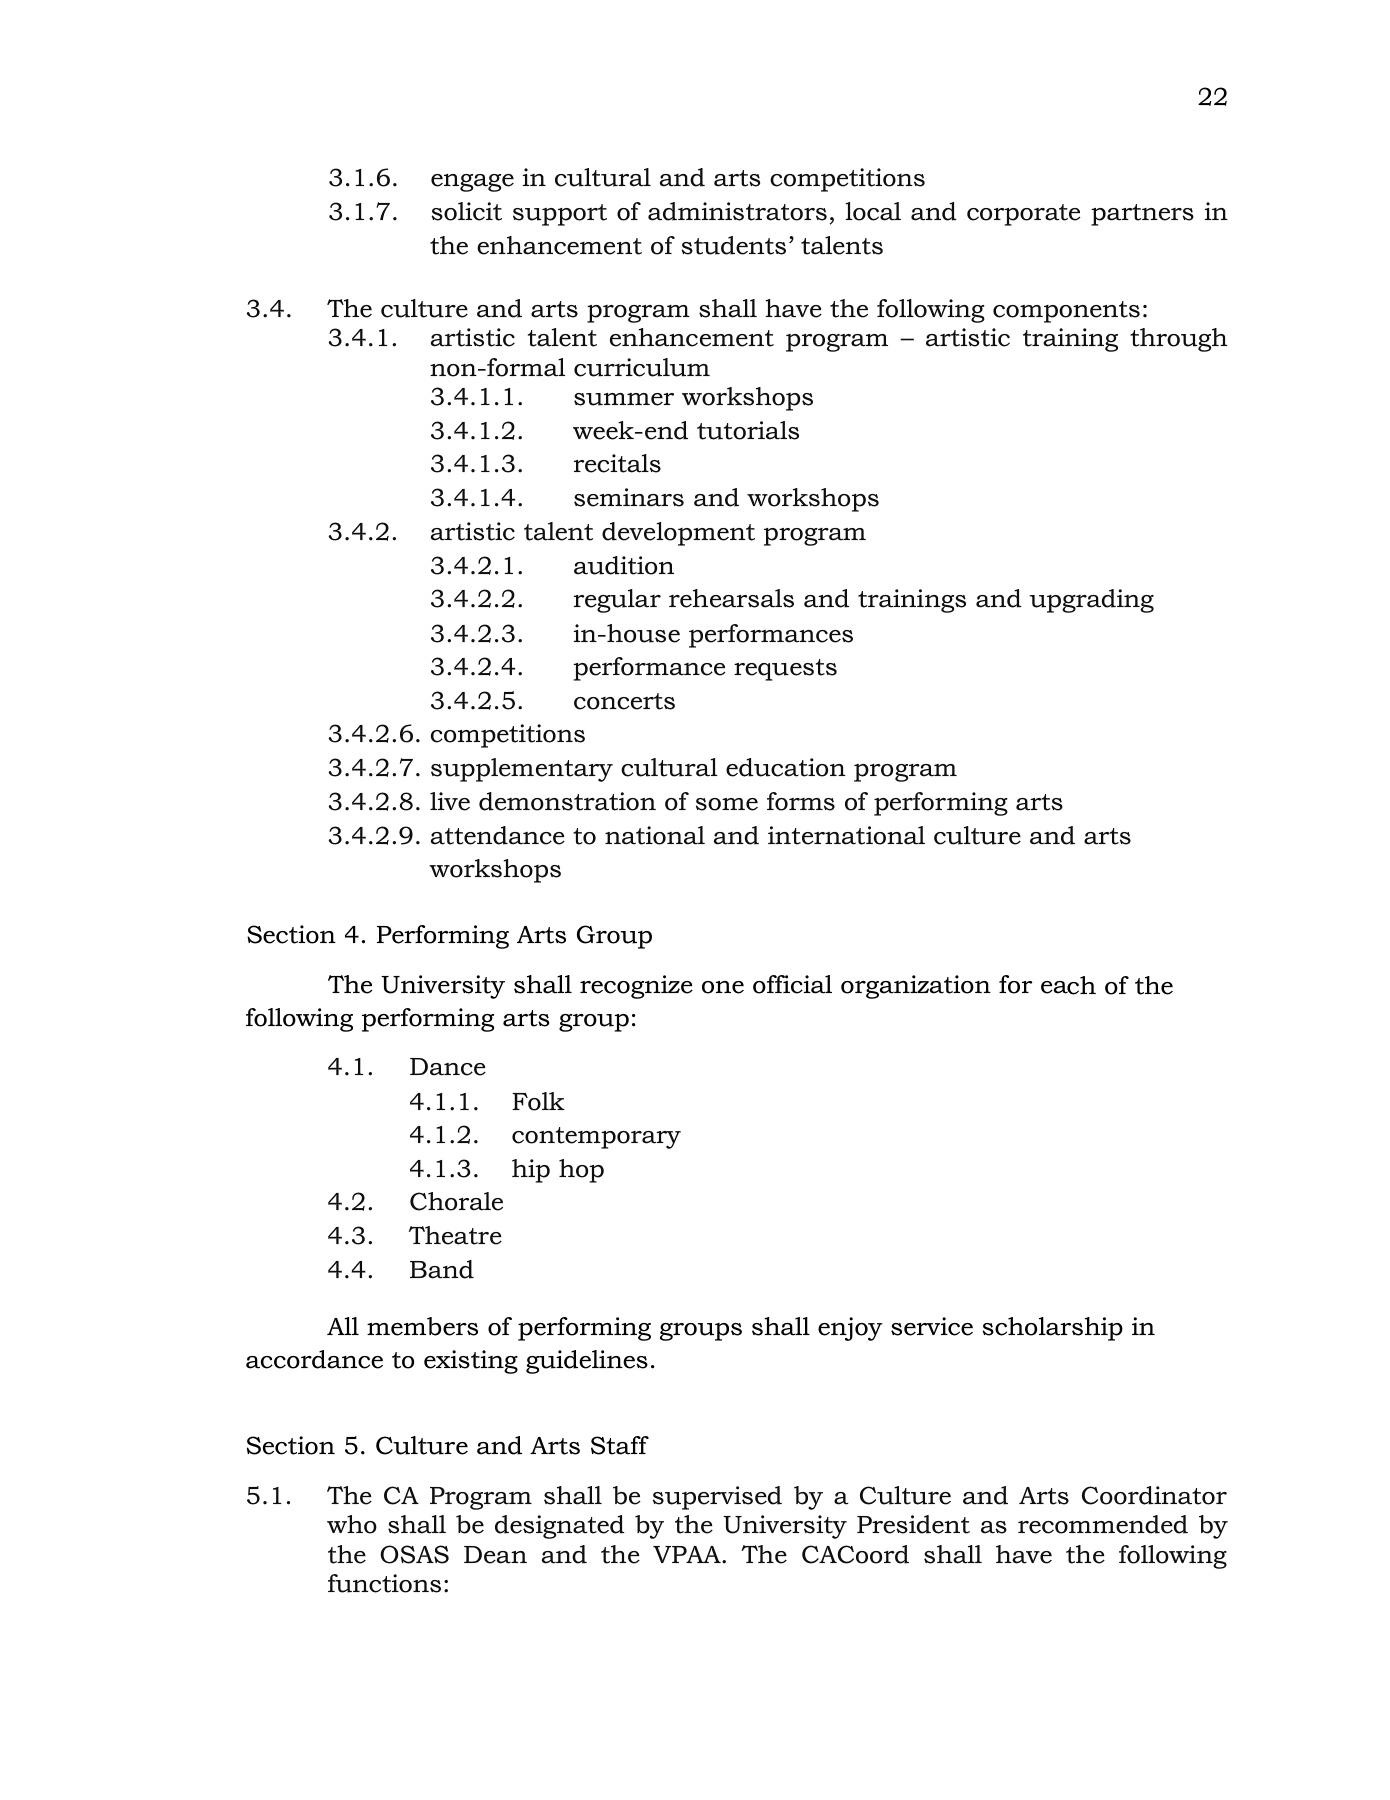 22
3.1.6. engage in cultural and arts competitions
3.1.7. solicit support of administrators, local and corporate partners in
the enhancement of students’ talents
3.4. The culture and arts program shall have the following components:
3.4.1. artistic talent enhancement program – artistic training through
non-formal curriculum
3.4.1.1. summer workshops
3.4.1.2. week-end tutorials
3.4.1.3. recitals
3.4.1.4. seminars and workshops
3.4.2. artistic talent development program
3.4.2.1. audition
3.4.2.2. regular rehearsals and trainings and upgrading
3.4.2.3. in-house performances
3.4.2.4. performance requests
3.4.2.5. concerts
3.4.2.6. competitions
3.4.2.7. supplementary cultural education program
3.4.2.8. live demonstration of some forms of performing arts
3.4.2.9. attendance to national and international culture and arts
workshops
Section 4. Performing Arts Group
The University shall recognize one official organization for each of the
following performing arts group:
4.1. Dance
4.1.1. Folk
4.1.2. contemporary
4.1.3. hip hop
4.2. Chorale
4.3. Theatre
4.4. Band
All members of performing groups shall enjoy service scholarship in
accordance to existing guidelines.
Section 5. Culture and Arts Staff
5.1. The CA Program shall be supervised by a Culture and Arts Coordinator
who shall be designated by the University President as recommended by
the OSAS Dean and the VPAA. The CACoord shall have the following
functions: